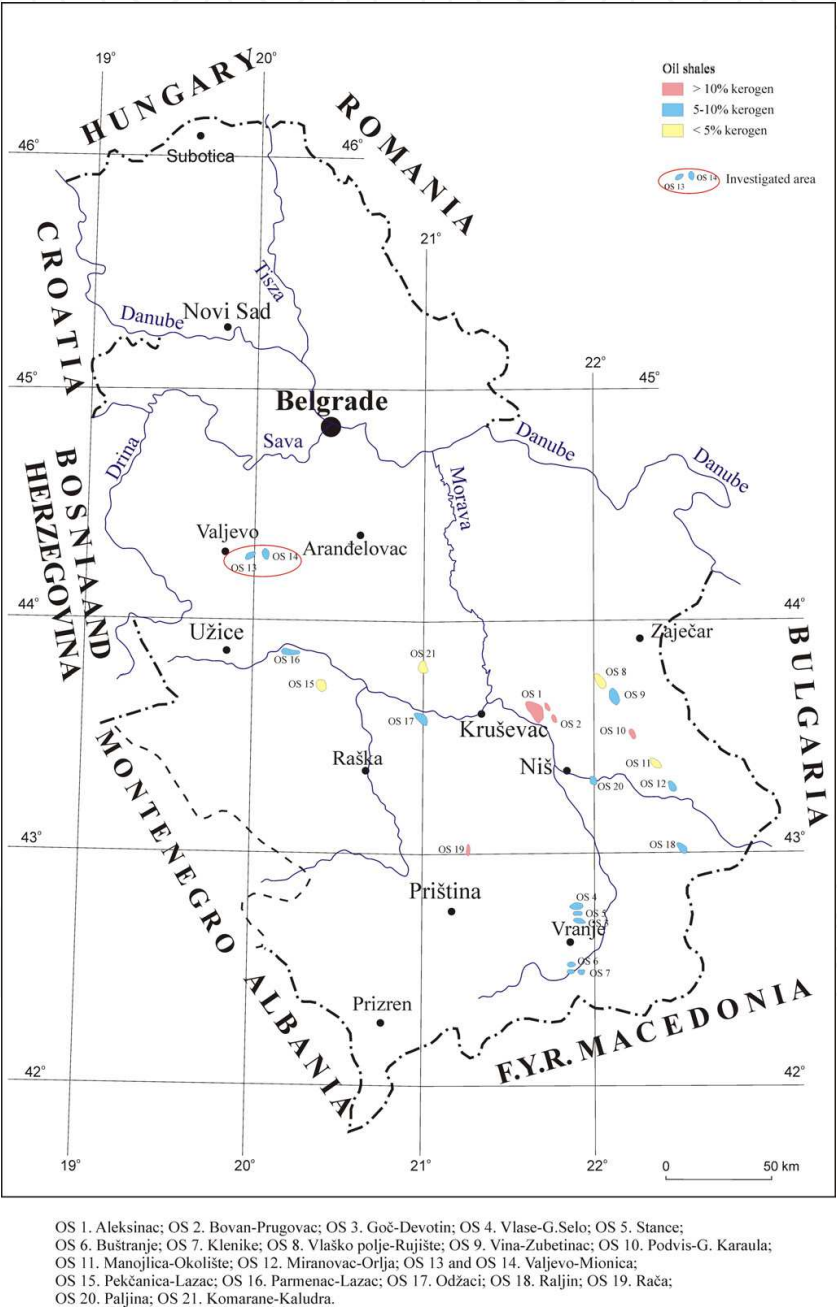 19°
20°
HUNGARY
ROMANIA
Oil shales
> 10% kerogen
5-10% kerogen
< 5% kerogen
OS 13
OS 14
Investigated area
46°
Subotica
46°
CROATIA
21°
Tisza
Danube
Novi Sad
22°
45°
45°
Belgrade
Sava
Drina
Danube
Danube
Morava
BOSNIA AND
HERZEGOVINA
Valjevo
OS 13
OS 14
Aranđelovac
44°
44°
Užice
Zaječar
BULGARIA
OS 16
OS 21
OS 15
OS 8
OS 9
OS 1
OS 2
OS 17
Kruševac
OS 10
Raška
Niš
OS 11
OS 20
OS 12
MONTENEGRO
43°
43°
OS 19
OS 18
Priština
OS 4
OS 5
OS 3
Vranje
OS 6
OS 7
ALBANIA
Prizren
F.Y.R. MACEDONIA
42°
42°
19°
20°
21°
22°
0
50 km
OS 1. Aleksinac; OS 2. Bovan-Prugovac; OS 3. Goč-Devotin; OS 4. Vlase-G.Selo; OS 5. Stance;
OS 6. Buštranje; OS 7. Klenike; OS 8. Vlaško polje-Rujište; OS 9. Vina-Zubetinac; OS 10. Podvis-G. Karaula;
OS 11. Manojlica-Okolište; OS 12. Miranovac-Orlja; OS 13 and OS 14. Valjevo-Mionica;
OS 15. Pekčanica-Lazac; OS 16. Parmenac-Lazac; OS 17. Odžaci; OS 18. Raljin; OS 19. Rača;
OS 20. Paljina; OS 21. Komarane-Kaludra.